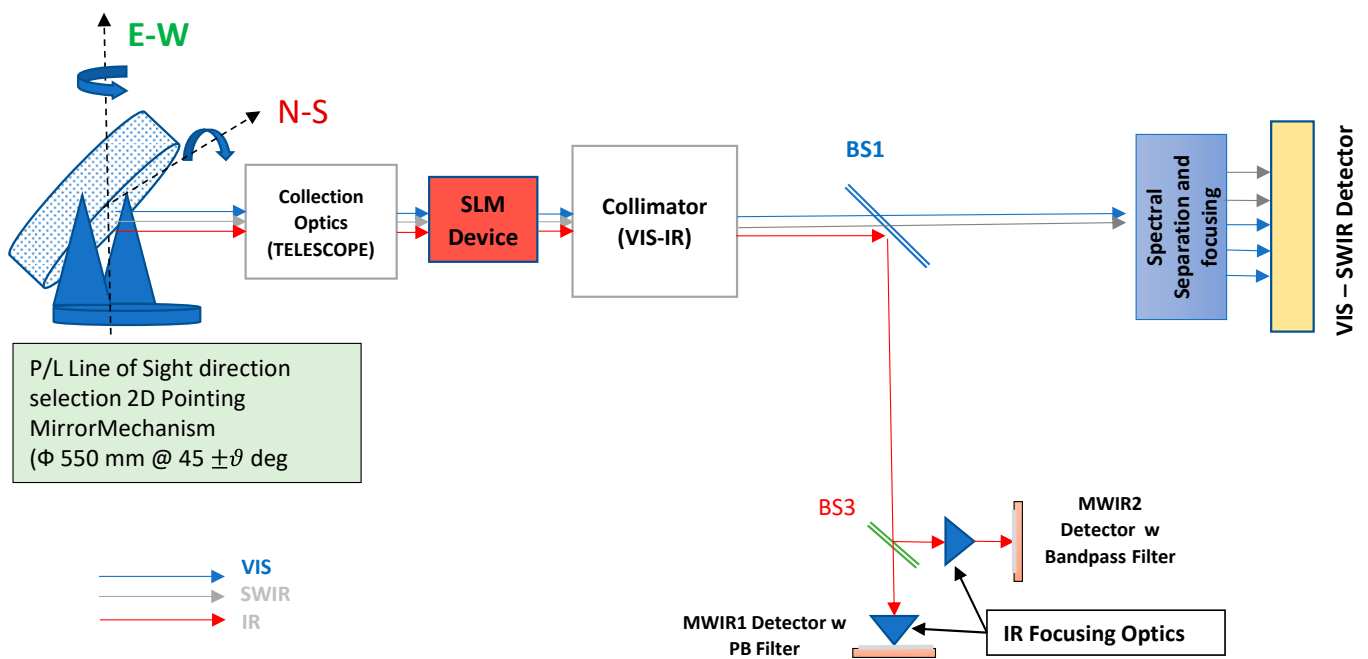 E-W
N-S
Collection
Optics
(TELESCOPE)
SLM
Device
Collimator
(VIS-IR)
BS1
Spectral
Separation and
focusing
VIS – SWIR Detector
P/L Line of Sight direction
selection 2D Pointing
MirrorMechanism
(Φ 550 mm @ 45 ±ϑ deg
BS3
MWIR2
Detector w
Bandpass Filter
VIS
SWIR
IR
MWIR1 Detector w
PB Filter
IR Focusing Optics